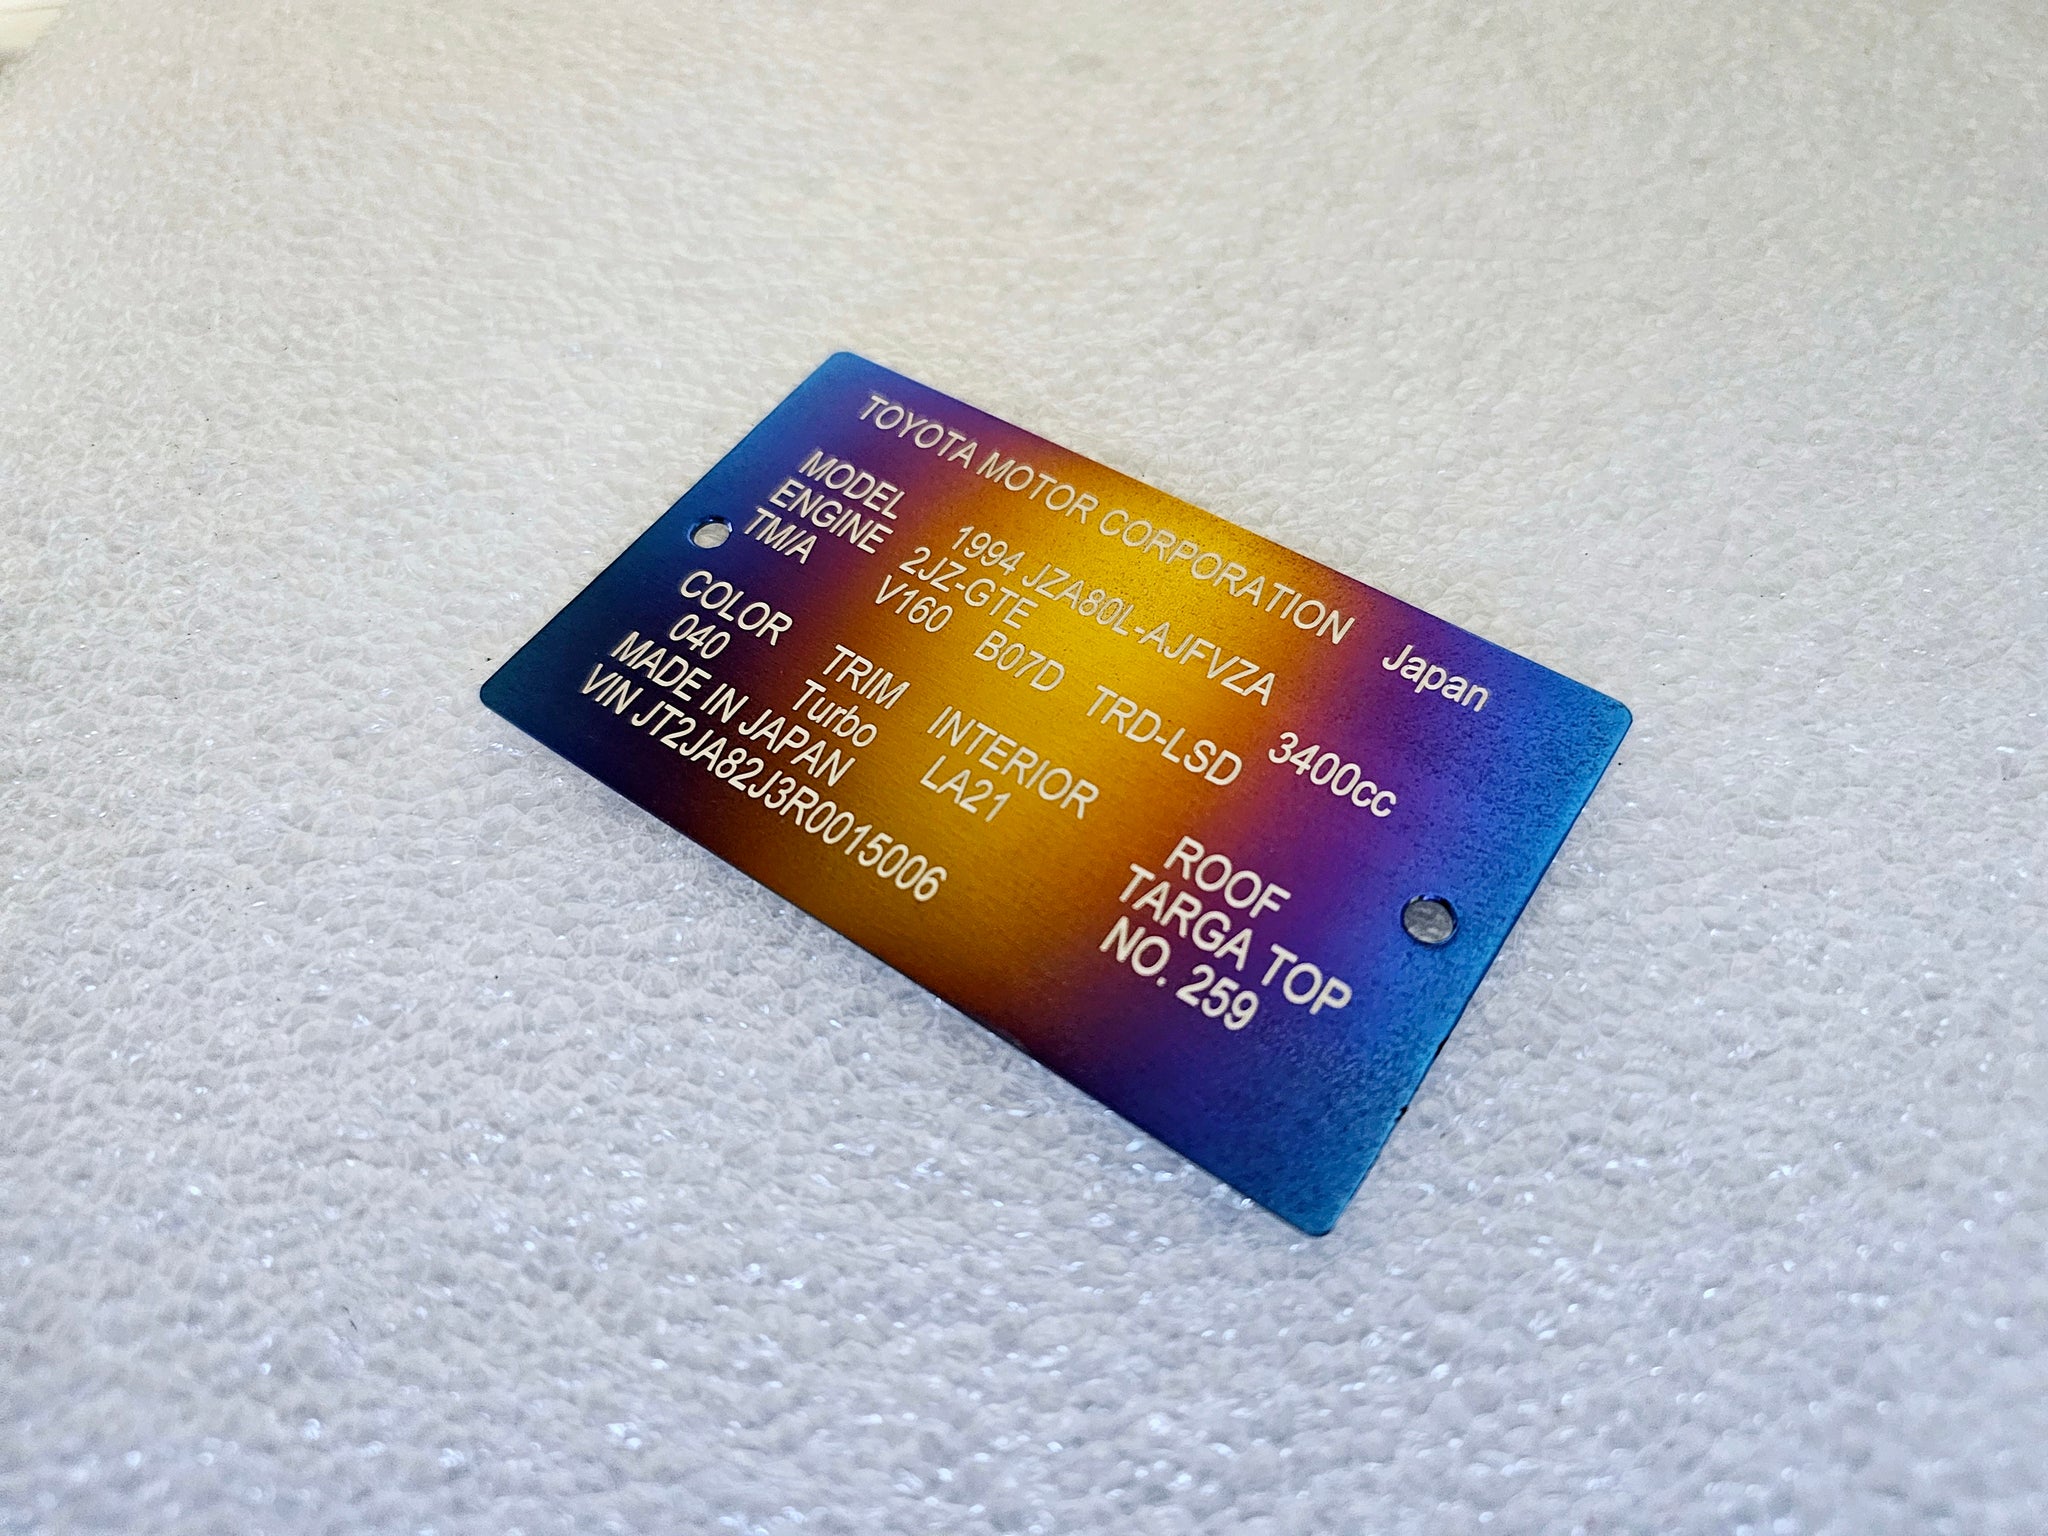 TOYOTA MOTOR CORPORATION Japan
MODEL 1994 JZA80L-AJFVZA
ENGINE 2JZ-GTE 3400cc
TM/A V160 B07D TRD-LSD
COLOR TRIM INTERIOR ROOF
040 Turbo LA21 TARGA TOP
MADE IN JAPAN NO. 259
VIN JT2JA82J3R0015006